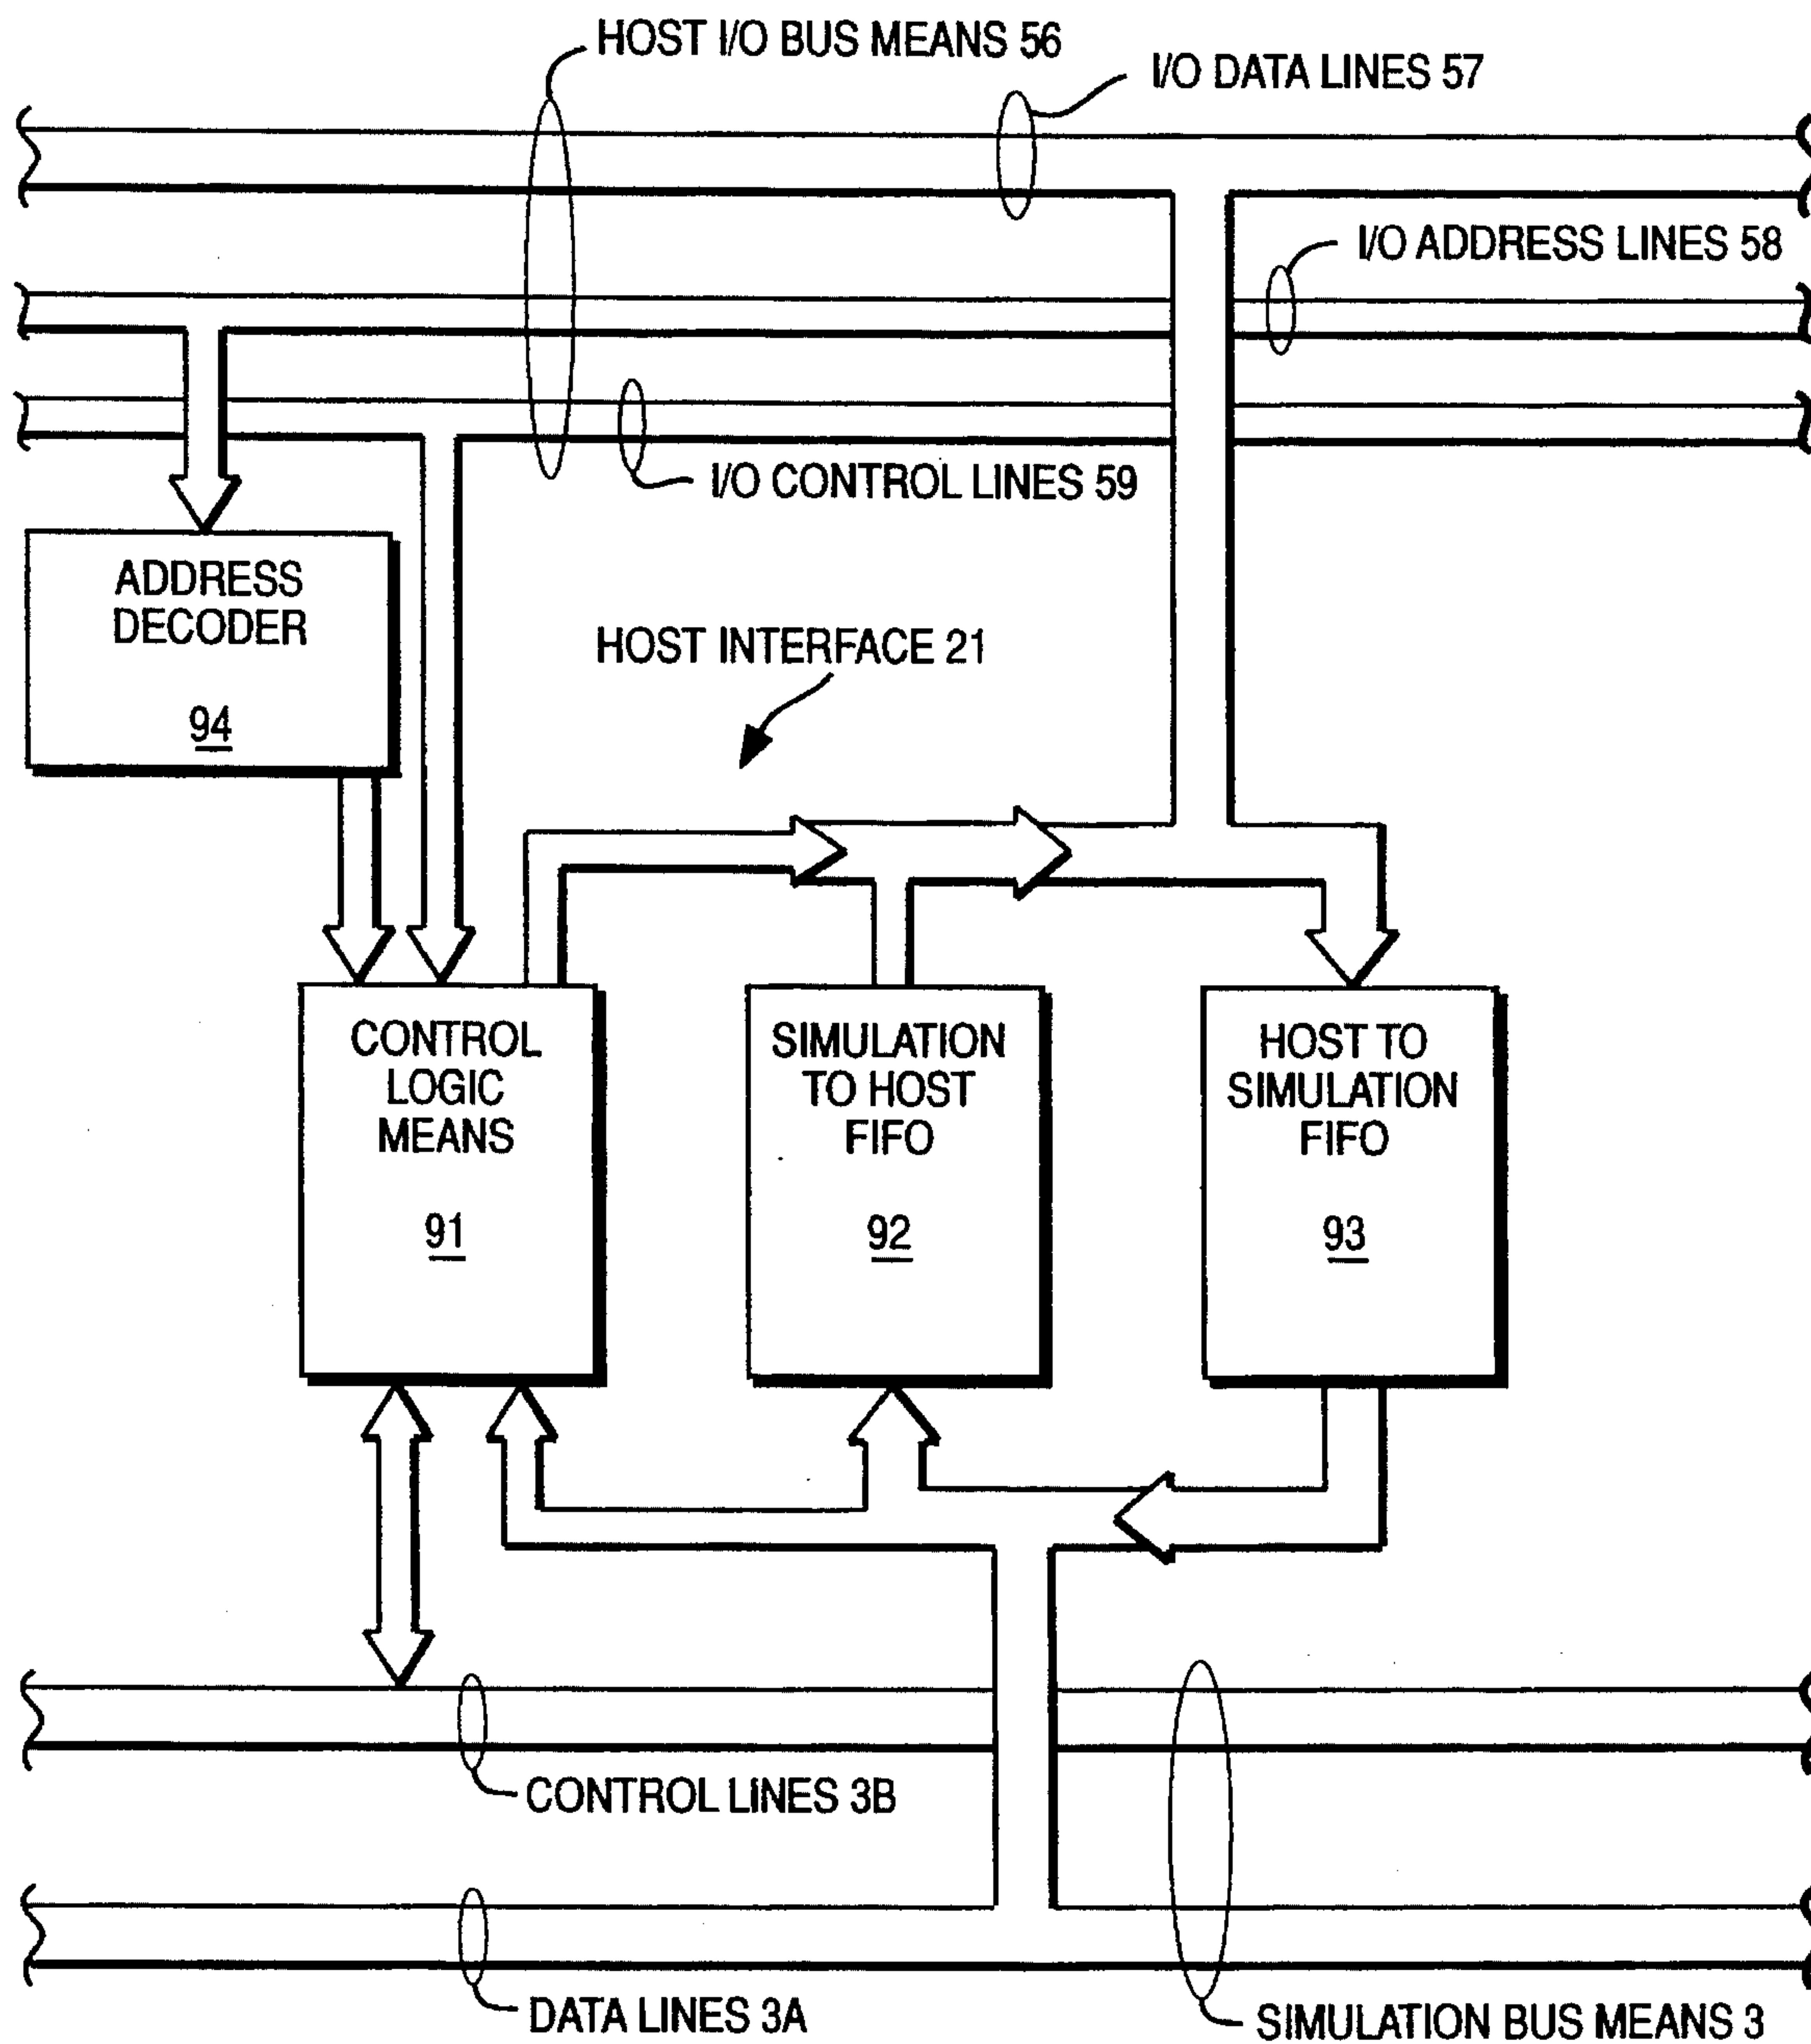 HOST I/O BUS MEANS 56
I/O DATA LINES 57
I/O ADDRESS LINES 58
I/O CONTROL LINES 59
ADDRESS
DECODER
94
HOST INTERFACE 21
CONTROL
LOGIC
MEANS
91
SIMULATION
TO HOST
FIFO
92
HOST TO
SIMULATION
FIFO
93
CONTROL LINES 3B
DATA LINES 3A
SIMULATION BUS MEANS 3